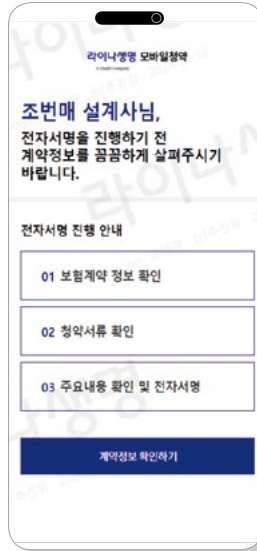 라이나생명 모바일청약
조번매 설계사님,
전자서명을 진행하기 전
계약정보를 꼼꼼하게 살펴주시기
바랍니다.
전자서명 진행 안내
01 보험계약 정보 확인
02 청약서류 확인
03 주요내용 확인 및 전자서명
계약정보 확인하기